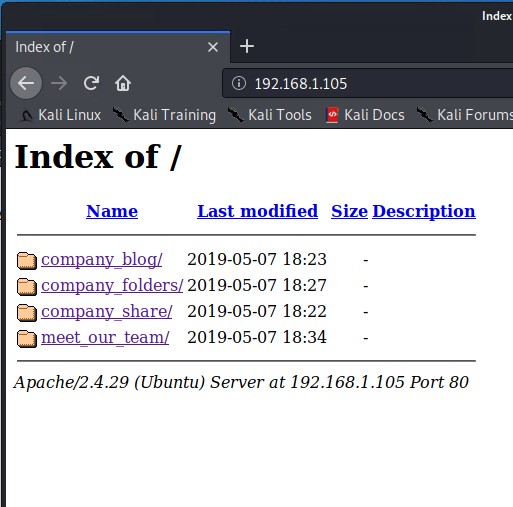 Index
Index of /
192.168.1.105
Kali Linux Kali Training Kali Tools Kali Docs Kali Forums
Index of /
Name Last modified Size Description
company_blog/ 2019-05-07 18:23 -
company_folders/ 2019-05-07 18:27 -
company_share/ 2019-05-07 18:22 -
meet_our_team/ 2019-05-07 18:34 -
Apache/2.4.29 (Ubuntu) Server at 192.168.1.105 Port 80